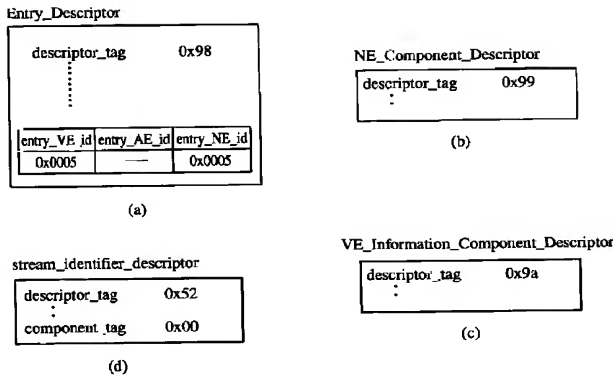 Entry_Descriptor
descriptor_tag 0x98
entry_VE_id entry_AE_id entry_NE_id
0x0005 — 0x0005
(a)
NE_Component_Descriptor
descriptor_tag 0x99
(b)
stream_identifier_descriptor
descriptor_tag 0x52
component_tag 0x00
(d)
VE_Information_Component_Descriptor
descriptor_tag 0x9a
(c)